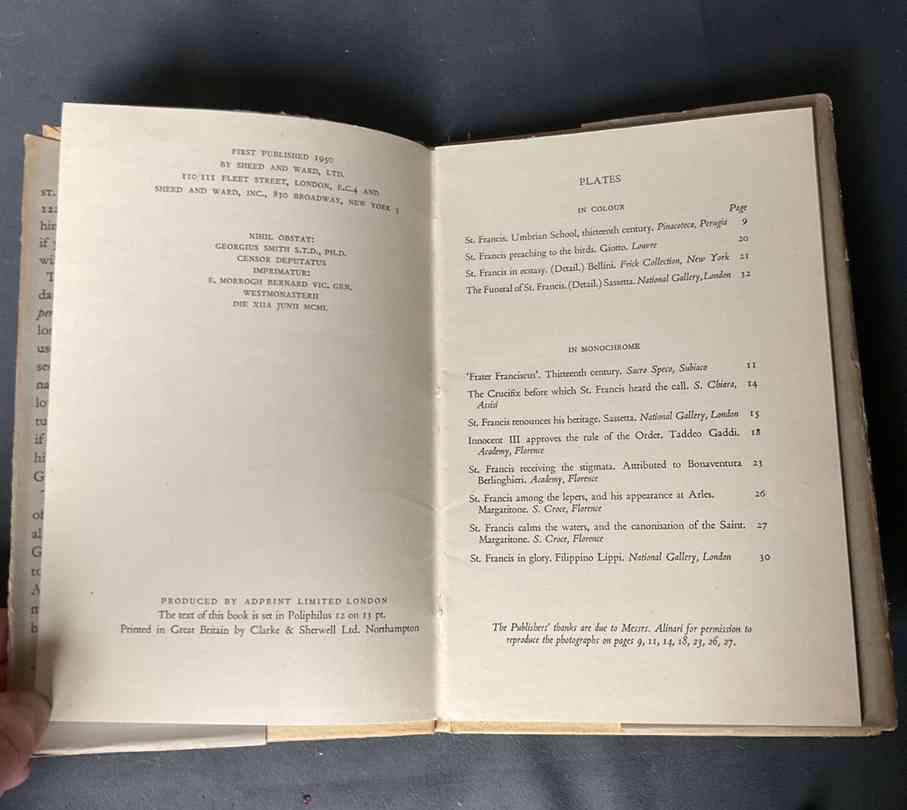 FIRST PUBLISHED 1950
BY SHEED AND WARD, LTD.
110/111 FLEET STREET, LONDON, E.C.4 AND
SHEED AND WARD, INC., 830 BROADWAY, NEW YORK 3
NIHIL OBSTAT:
GEORGIUS SMITH S.T.D., PH.D.
CENSOR DEPUTATUS
IMPRIMATUR:
E. MORROGH BERNARD VIC. GEN.
WESTMONASTERII
DIE XIIA JUNII MCML.
PRODUCED BY ADPRINT LIMITED LONDON
The text of this book is set in Poliphilus 12 on 13 pt.
Printed in Great Britain by Clarke & Sherwell Ltd. Northampton
PLATES
IN COLOUR
Page
St. Francis. Umbrian School, thirteenth century. Pinacoteca, Perugia 9
St. Francis preaching to the birds. Giotto. Louvre 20
St. Francis in ecstasy. (Detail.) Bellini. Frick Collection, New York 21
The Funeral of St. Francis. (Detail.) Sassetta. National Gallery, London 32
IN MONOCHROME
'Frater Franciscus'. Thirteenth century. Sacro Speco, Subiaco 11
The Crucifix before which St. Francis heard the call. S. Chiara, 14
Assisi
St. Francis renounces his heritage. Sassetta. National Gallery, London 15
Innocent III approves the rule of the Order. Taddeo Gaddi. 18
Academy, Florence
St. Francis receiving the stigmata. Attributed to Bonaventura 23
Berlinghieri. Academy, Florence
St. Francis among the lepers, and his appearance at Arles. 26
Margaritone. S. Croce, Florence
St. Francis calms the waters, and the canonisation of the Saint. 27
Margaritone. S. Croce, Florence
St. Francis in glory. Filippino Lippi. National Gallery, London 30
The Publishers' thanks are due to Messrs. Alinari for permission to
reproduce the photographs on pages 9, 11, 14, 18, 23, 26, 27.